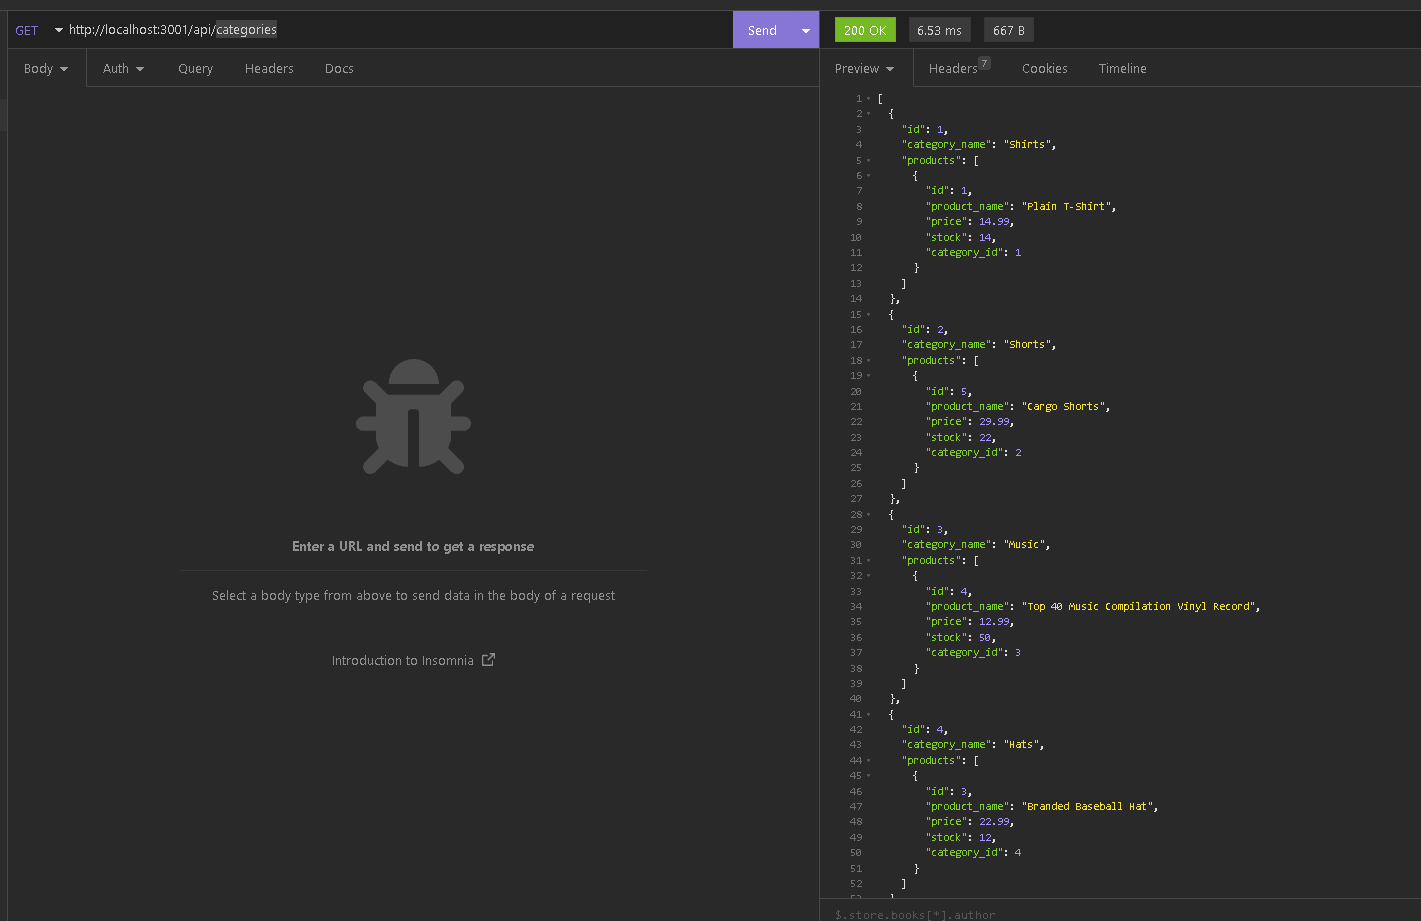 GET http://localhost:3001/api/categories Send 200 OK 6.53 ms 667 B
Body Auth Query Headers Docs
Preview Headers 7 Cookies Timeline
Enter a URL and send to get a response
Select a body type from above to send data in the body of a request
Introduction to Insomnia
1 [
2 {
3 "id": 1,
4 "category_name": "Shirts",
5 "products": [
6 {
7 "id": 1,
8 "product_name": "Plain T-Shirt",
9 "price": 14.99,
10 "stock": 14,
11 "category_id": 1
12 }
13 ]
14 },
15 {
16 "id": 2,
17 "category_name": "Shorts",
18 "products": [
19 {
20 "id": 5,
21 "product_name": "Cargo Shorts",
22 "price": 29.99,
23 "stock": 22,
24 "category_id": 2
25 }
26 ]
27 },
28 {
29 "id": 3,
30 "category_name": "Music",
31 "products": [
32 {
33 "id": 4,
34 "product_name": "Top 40 Music Compilation Vinyl Record",
35 "price": 12.99,
36 "stock": 50,
37 "category_id": 3
38 }
39 ]
40 },
41 {
42 "id": 4,
43 "category_name": "Hats",
44 "products": [
45 {
46 "id": 3,
47 "product_name": "Branded Baseball Hat",
48 "price": 22.99,
49 "stock": 12,
50 "category_id": 4
51 }
52 ]
$.store.books[*].author